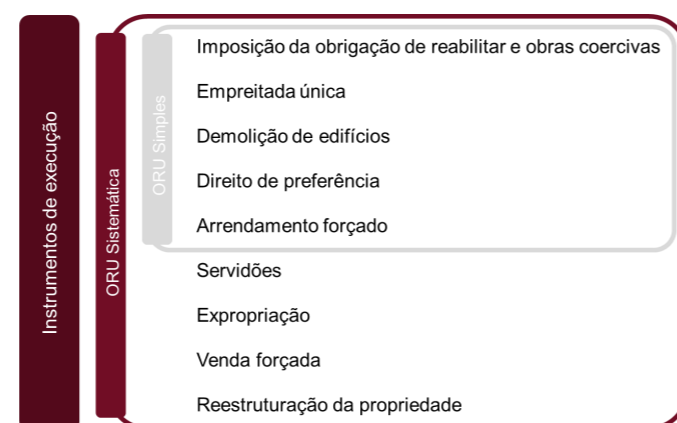 Instrumentos de execução
ORU Sistemática
ORU Simples
Imposição da obrigação de reabilitar e obras coercivas
Empreitada única
Demolição de edifícios
Direito de preferência
Arrendamento forçado
Servidões
Expropriação
Venda forçada
Reestruturação da propriedade